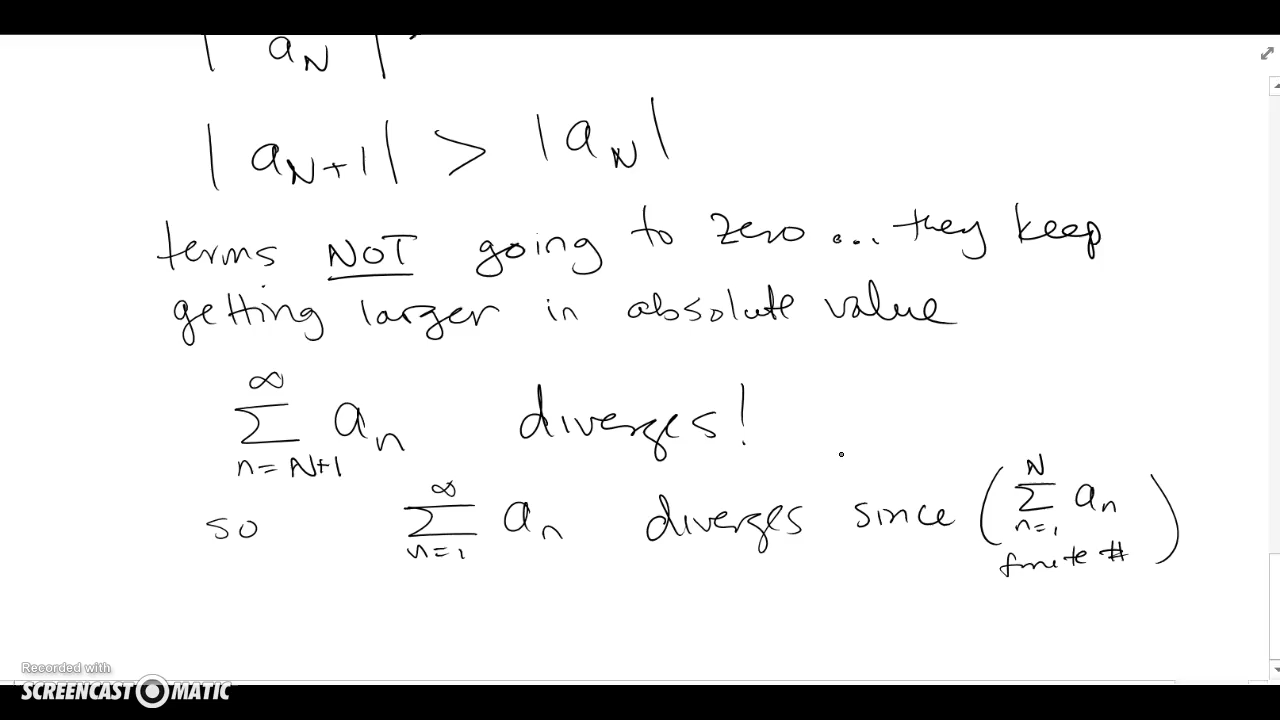 | a_N |
| a_{N+1} | > | a_N |
terms NOT going to zero ... they keep
getting larger in absolute value
∞
∑ a_n diverges!
n=N+1
so ∞ ∑ n=1 a_n diverges since ( N ∑ n=1 a_n )
finite #
Recorded with
SCREENCAST-O-MATIC